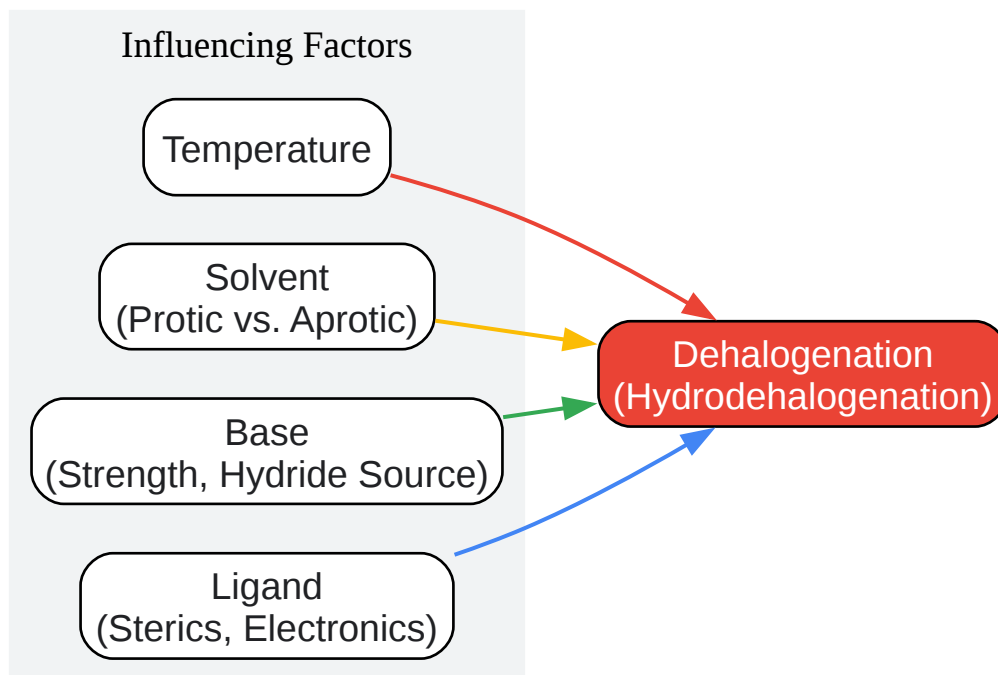 Influencing Factors
Temperature
Solvent
(Protic vs. Aprotic)
Base
(Strength, Hydride Source)
Ligand
(Sterics, Electronics)
Dehalogenation
(Hydrodehalogenation)